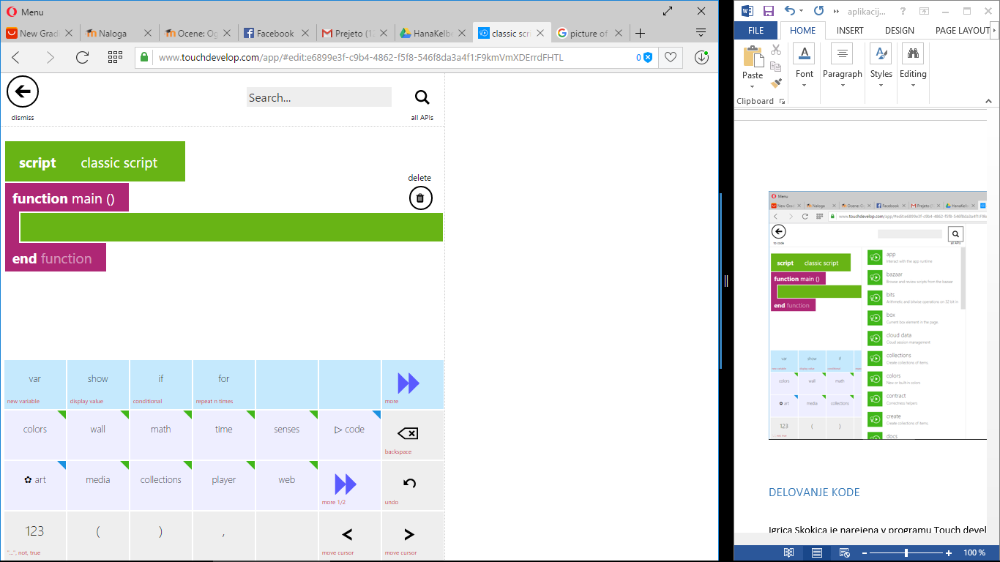 Menu
New Grad
Naloga
Ocene: Og
Facebook
Prejeto (12
HanaKelbe
classic scri
picture of
www.touchdevelop.com/app/#edit:e6899e3f-c9b4-4862-f5f8-546f8da3a4f1:F9kmVmXDErrdFHTL
0
dismiss
Search...
all APIs
script classic script
delete
function main ()
end function
var show if for
new variable display value conditional repeat n times more
colors wall math time senses ▷ code
backspace
✿ art media collections player web
more 1/2 undo
123 ( ) , < >
"...", not, true move cursor move cursor
aplikacij... ?
FILE HOME INSERT DESIGN PAGE LAYOUT
Paste Font Paragraph Styles Editing
Clipboard
Menu
New Grad
Naloga
Ocene: Og
Facebook
Prejeto (1
HanaKelbe
www.touchdevelop.com/app/#edit:e6899e3f-c9b4-4862-f5f8-546f8da3a4f1:F9k
to code
all APIs
script classic script
function main ()
end function
app
Interact with the app runtime
bazaar
Browse and review scripts from the bazaar
bits
Arithmetic and bitwise operations on 32 bit in
box
Current box element in the page.
cloud data
Cloud session management
collections
Create collections of items.
colors
New or built-in colors
contract
Correctness helpers
create
Create collections of items.
docs
var show if
new variable display value conditional
colors wall math
✿ art media collections
123 ( )
DELOVANJE KODE
Igrica Skokica je narejena v programu Touch devel
100 %